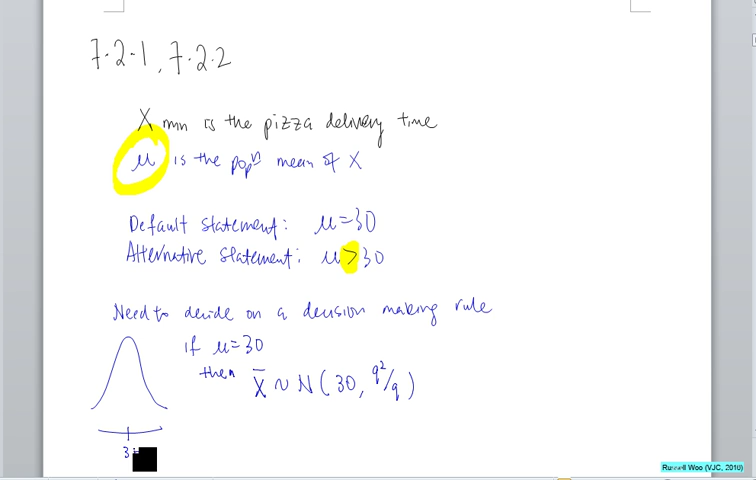 7.2.1, 7.2.2
X mn is the pizza delivery time
μ is the popⁿ mean of X
Default statement: μ=30
Alternative statement: μ>30
Need to decide on a decision making rule
if μ=30
then X̄ ~ N(30, 9²/9)
3
Russell Woo (VJC, 2010)